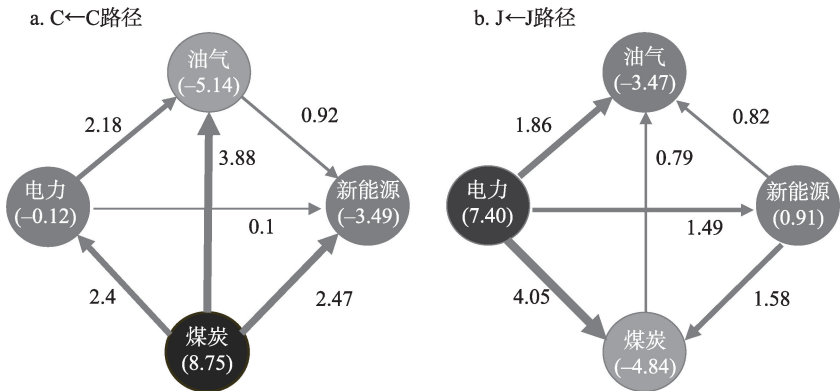 a. C←C路径
油气
(–5.14)
2.18
0.92
3.88
电力
(–0.12)
新能源
(–3.49)
0.1
2.4
2.47
煤炭
(8.75)
b. J←J路径
油气
(–3.47)
1.86
0.82
0.79
电力
(7.40)
新能源
(0.91)
1.49
4.05
1.58
煤炭
(–4.84)